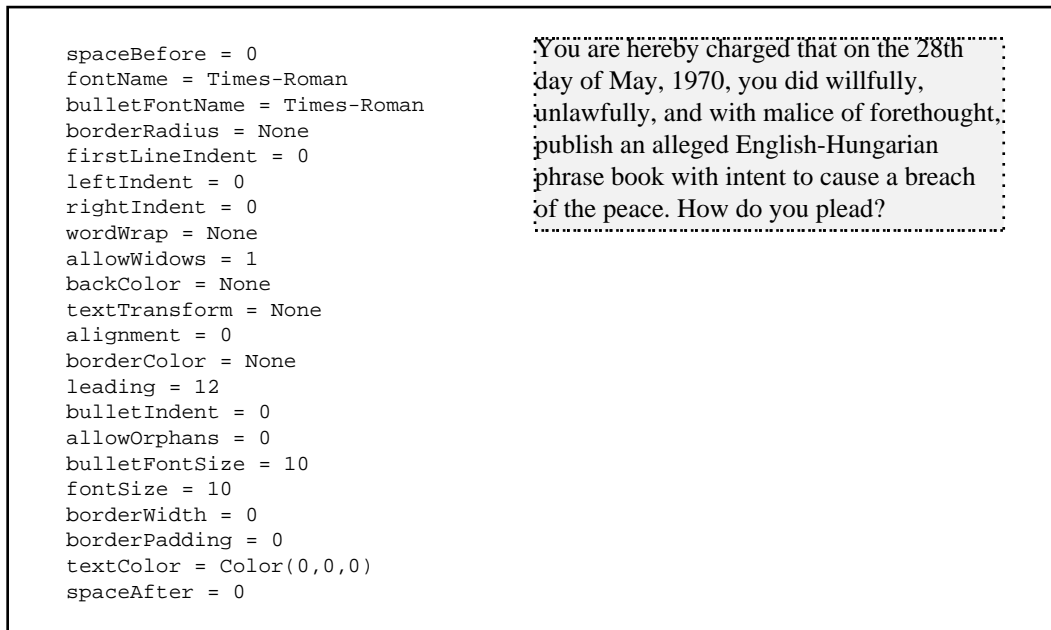 spaceBefore = 0
fontName = Times-Roman
bulletFontName = Times-Roman
borderRadius = None
firstLineIndent = 0
leftIndent = 0
rightIndent = 0
wordWrap = None
allowWidows = 1
backColor = None
textTransform = None
alignment = 0
borderColor = None
leading = 12
bulletIndent = 0
allowOrphans = 0
bulletFontSize = 10
fontSize = 10
borderWidth = 0
borderPadding = 0
textColor = Color(0,0,0)
spaceAfter = 0
You are hereby charged that on the 28th
day of May, 1970, you did willfully,
unlawfully, and with malice of forethought,
publish an alleged English-Hungarian
phrase book with intent to cause a breach
of the peace. How do you plead?